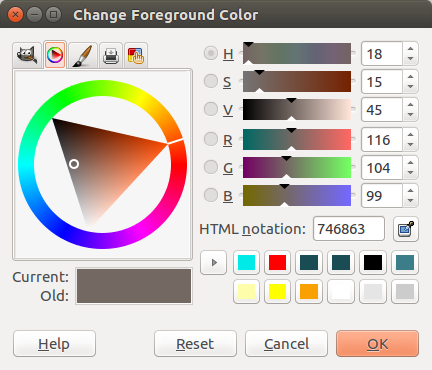 Change Foreground Color
H 18
S 15
V 45
R 116
G 104
B 99
HTML notation: 746863
Current:
Old:
Help Reset Cancel OK